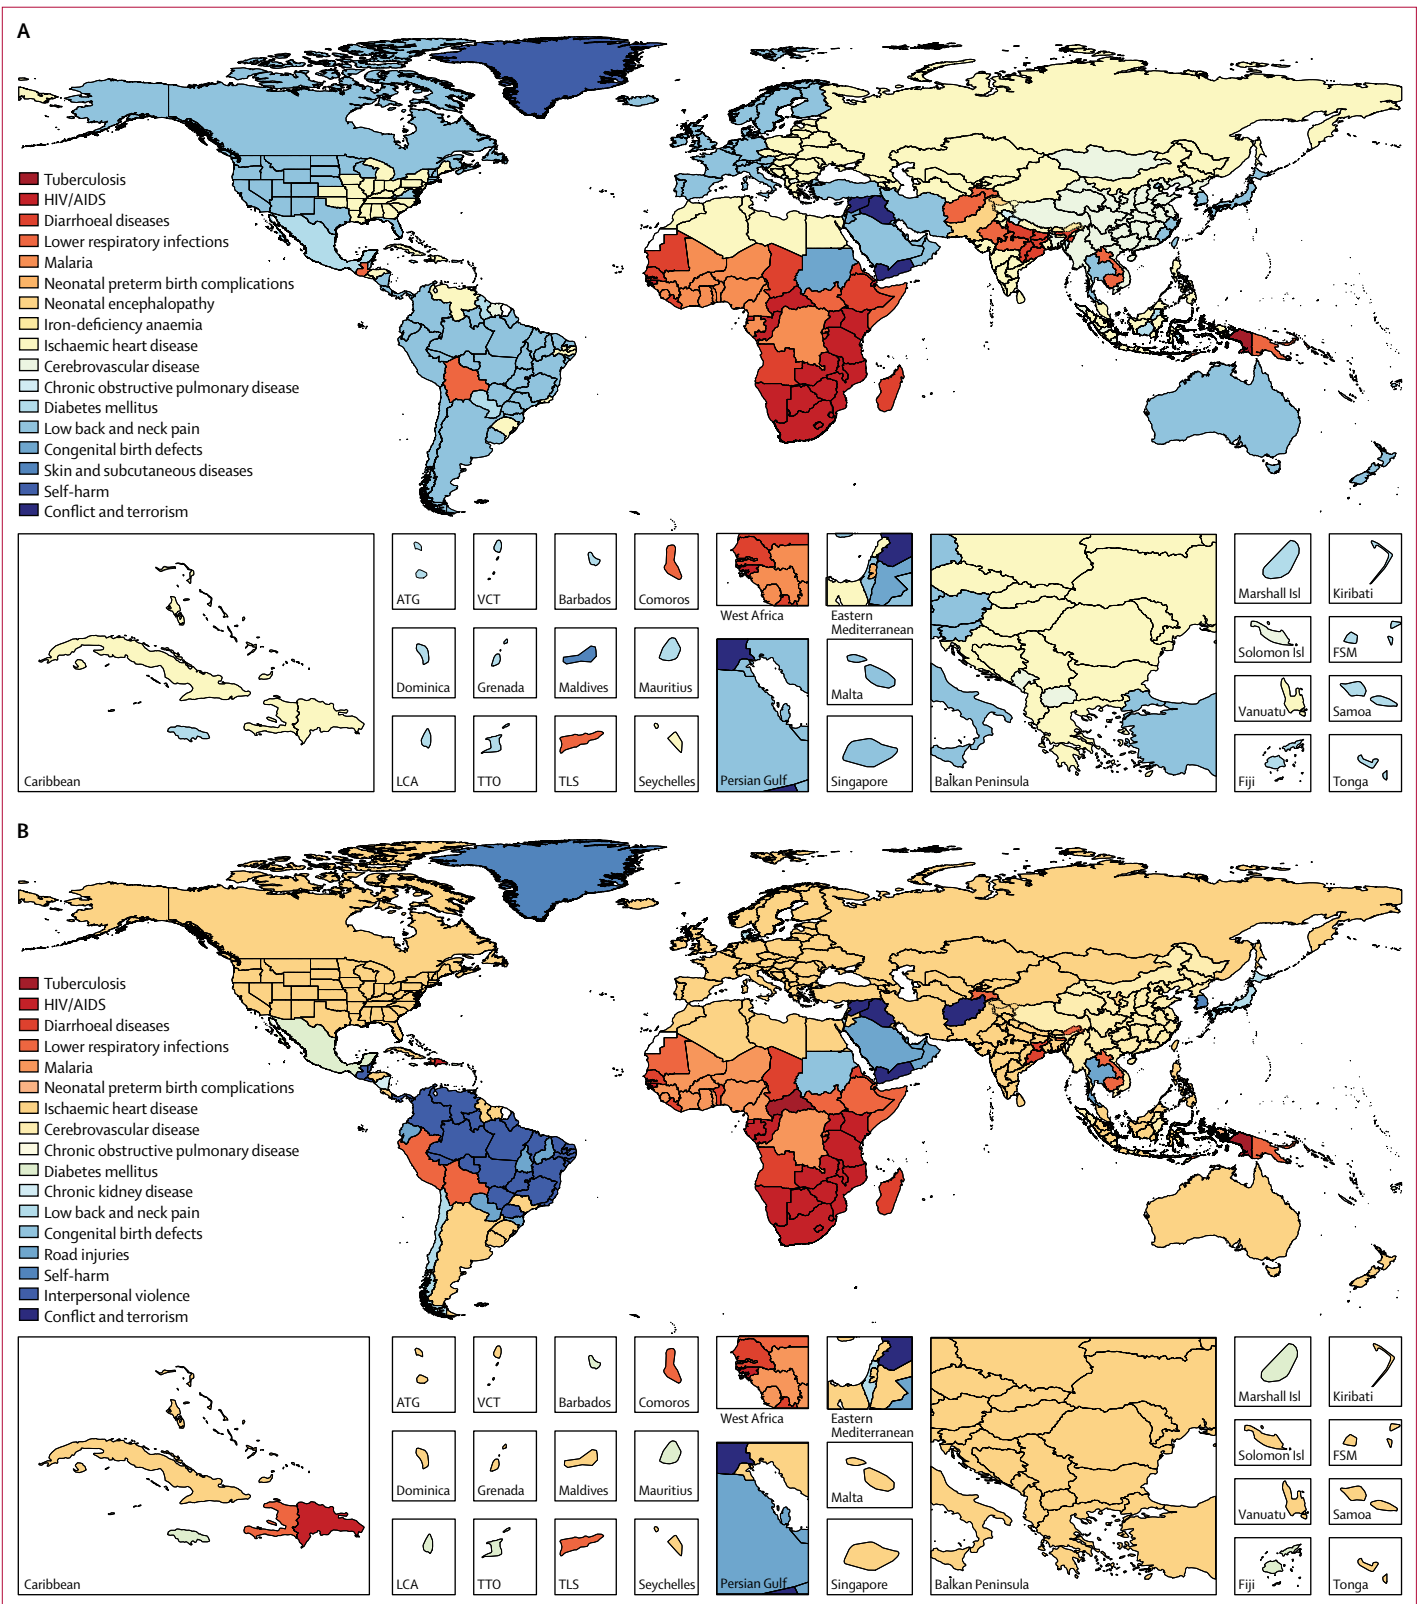 A
Tuberculosis
HIV/AIDS
Diarrhoeal diseases
Lower respiratory infections
Malaria
Neonatal preterm birth complications
Neonatal encephalopathy
Iron-deficiency anaemia
Ischaemic heart disease
Cerebrovascular disease
Chronic obstructive pulmonary disease
Diabetes mellitus
Low back and neck pain
Congenital birth defects
Skin and subcutaneous diseases
Self-harm
Conflict and terrorism
Caribbean
ATG
VCT
Barbados
Comoros
Dominica
Grenada
Maldives
Mauritius
LCA
TTO
TLS
Seychelles
West Africa
Eastern
Mediterranean
Persian Gulf
Malta
Singapore
Balkan Peninsula
Marshall Isl
Kiribati
Solomon Isl
FSM
Vanuatu
Samoa
Fiji
Tonga
B
Tuberculosis
HIV/AIDS
Diarrhoeal diseases
Lower respiratory infections
Malaria
Neonatal preterm birth complications
Ischaemic heart disease
Cerebrovascular disease
Chronic obstructive pulmonary disease
Diabetes mellitus
Chronic kidney disease
Low back and neck pain
Congenital birth defects
Road injuries
Self-harm
Interpersonal violence
Conflict and terrorism
Caribbean
ATG
VCT
Barbados
Comoros
Dominica
Grenada
Maldives
Mauritius
LCA
TTO
TLS
Seychelles
West Africa
Eastern
Mediterranean
Persian Gulf
Malta
Singapore
Balkan Peninsula
Marshall Isl
Kiribati
Solomon Isl
FSM
Vanuatu
Samoa
Fiji
Tonga